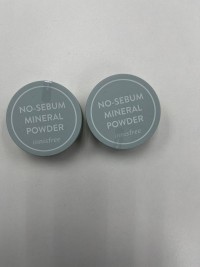 NO-SEBUM
MINERAL
POWDER
innisfree
NO-SEBUM
MINERAL
POWDER
innisfree